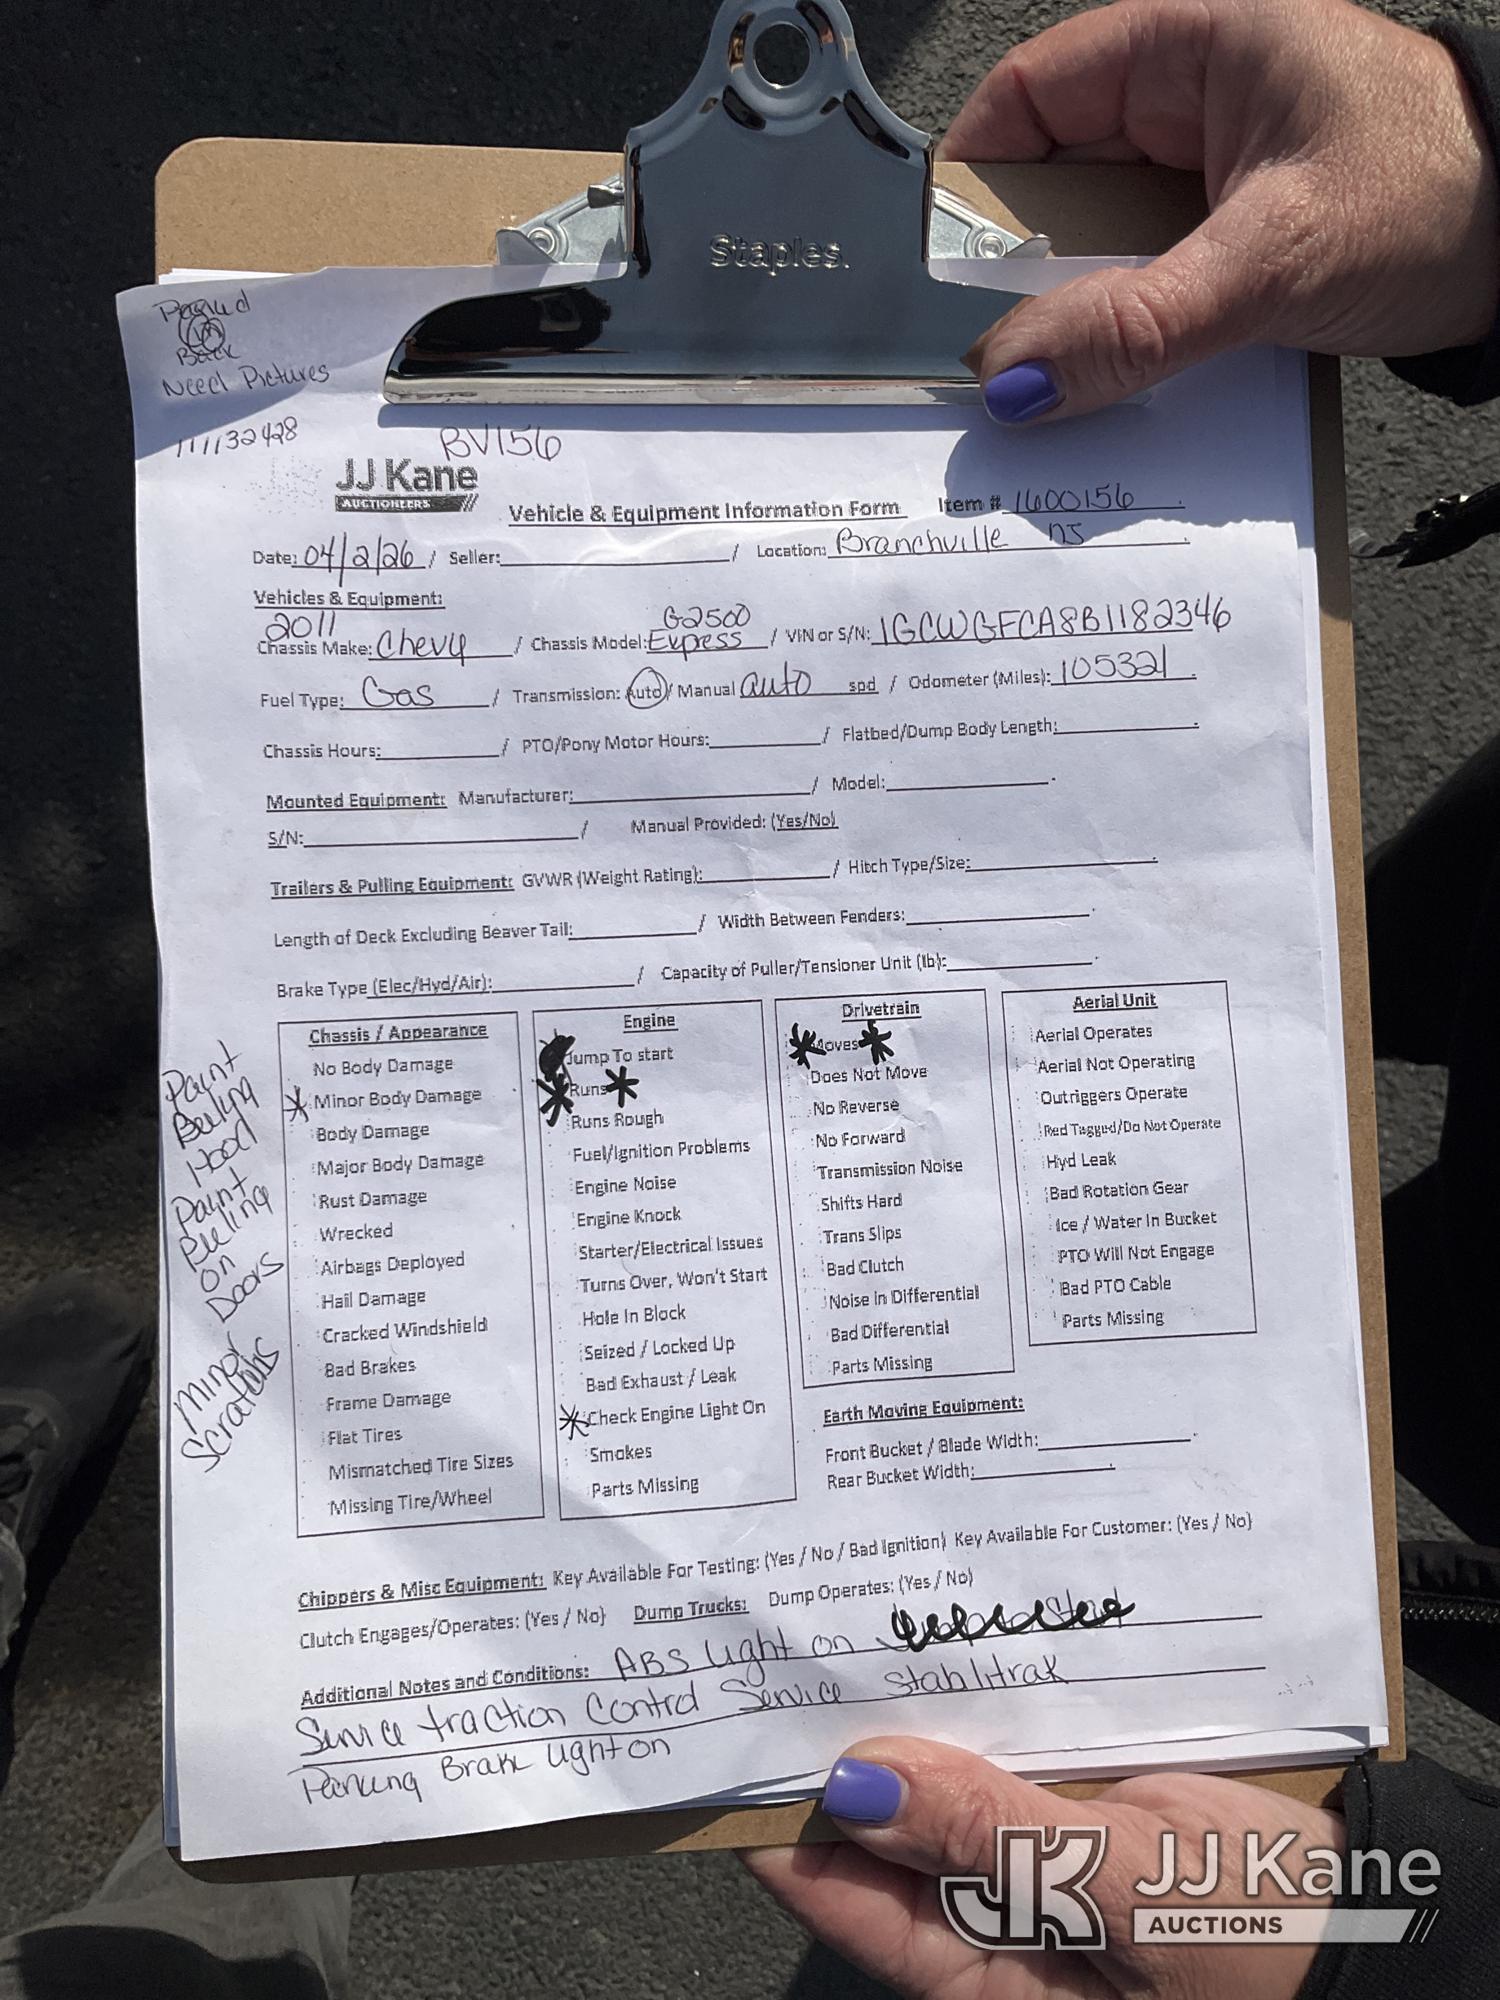 Staples.
Back
Need Pictures
111132428
BV156
JJ Kane
AUCTIONEERS
Vehicle & Equipment Information Form Item # 1600156
Date: 04/2/26 / Seller: / Location: Branchville NJ
Vehicles & Equipment:
2011 G2500
Chassis Make: Chevy / Chassis Model: Express / VIN or S/N: 1GCWGFCA8B1182346
Fuel Type: Gas / Transmission: Auto / Manual auto spd / Odometer (Miles): 105321
Chassis Hours: / PTO/Pony Motor Hours: / Flatbed/Dump Body Length:
Mounted Equipment: Manufacturer: / Model:
S/N: / Manual Provided: (Yes/No)
Trailers & Pulling Equipment: GVWR (Weight Rating): / Hitch Type/Size:
Length of Deck Excluding Beaver Tail: / Width Between Fenders:
Brake Type (Elec/Hyd/Air): / Capacity of Puller/Tensioner Unit (lb):
Chassis / Appearance
No Body Damage
Minor Body Damage
Body Damage
Major Body Damage
Rust Damage
Wrecked
Airbags Deployed
Hail Damage
Cracked Windshield
Bad Brakes
Frame Damage
Flat Tires
Mismatched Tire Sizes
Missing Tire/Wheel
Engine
Jump To start
Runs
Runs Rough
Fuel/Ignition Problems
Engine Noise
Engine Knock
Starter/Electrical Issues
Turns Over, Won't Start
Hole In Block
Seized / Locked Up
Bad Exhaust / Leak
Check Engine Light On
Smokes
Parts Missing
Drivetrain
Moves
Does Not Move
No Reverse
No Forward
Transmission Noise
Shifts Hard
Trans Slips
Bad Clutch
Noise in Differential
Bad Differential
Parts Missing
Aerial Unit
Aerial Operates
Aerial Not Operating
Outriggers Operate
Red Tagged/Do Not Operate
Hyd Leak
Bad Rotation Gear
Ice / Water In Bucket
PTO Will Not Engage
Bad PTO Cable
Parts Missing
Paint
Peeling
Hood
Paint
Peeling
on
Doors
Minor
Scratches
Earth Moving Equipment:
Front Bucket / Blade Width:
Rear Bucket Width:
Chippers & Misc Equipment: Key Available For Testing: (Yes / No / Bad Ignition) Key Available For Customer: (Yes / No)
Clutch Engages/Operates: (Yes / No) Dump Trucks: Dump Operates: (Yes / No)
Additional Notes and Conditions: ABS Light on
Service traction Control Service Stablitrak
Parking Brake Light on
JJ Kane
AUCTIONS